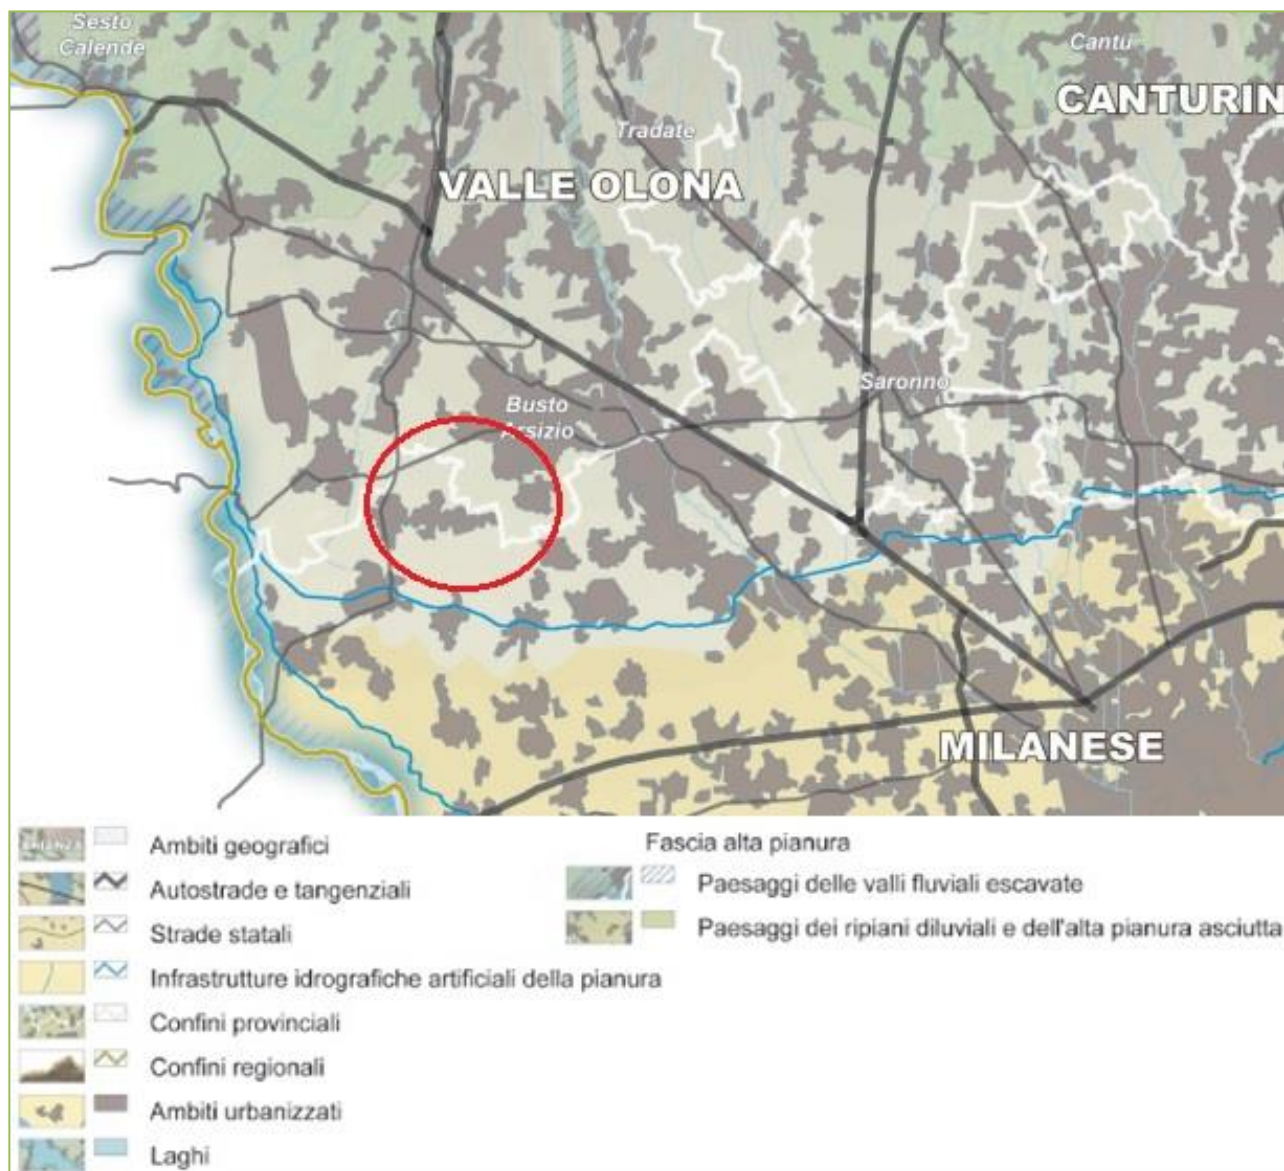 Sesto
Calende
Cantù
CANTURIN
Tradate
VALLE OLONA
Saronno
Busto
Arsizio
MILANESE
Ambiti geografici
Autostrade e tangenziali
Strade statali
Infrastrutture idrografiche artificiali della pianura
Confini provinciali
Confini regionali
Ambiti urbanizzati
Laghi
Fascia alta pianura
Paesaggi delle valli fluviali escavate
Paesaggi dei ripiani diluviali e dell'alta pianura asciutta